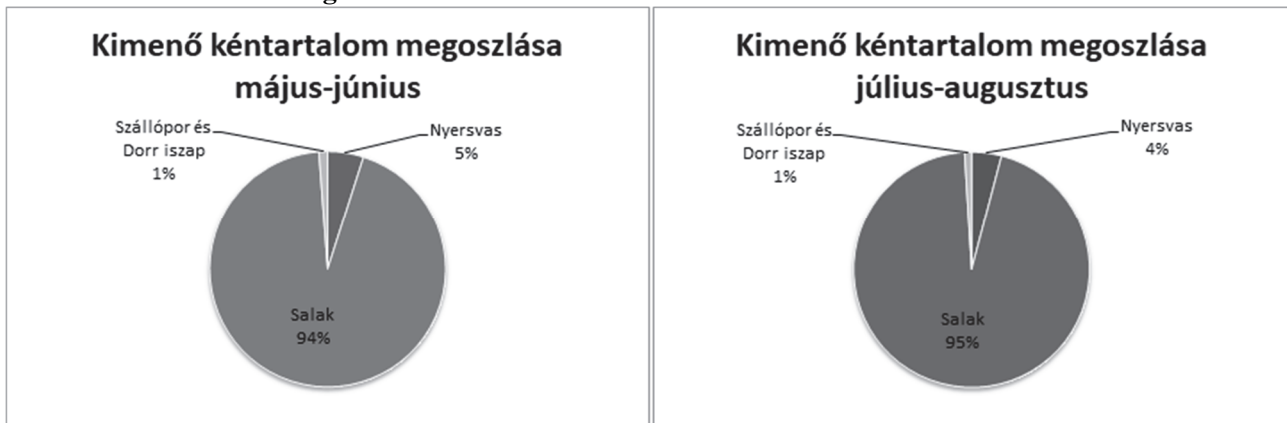 Kimenő kéntartalom megoszlása
május-június
Szállópor és
Dorr iszap
1%
Nyersvas
5%
Salak
94%
Kimenő kéntartalom megoszlása
július-augusztus
Szállópor és
Dorr iszap
1%
Nyersvas
4%
Salak
95%